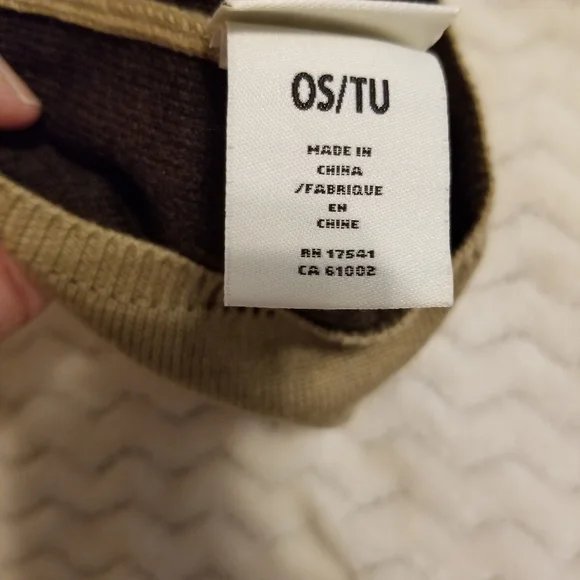 OS/TU
MADE IN
CHINA
/FABRIQUE
EN
CHINE
RN 17541
CA 61002